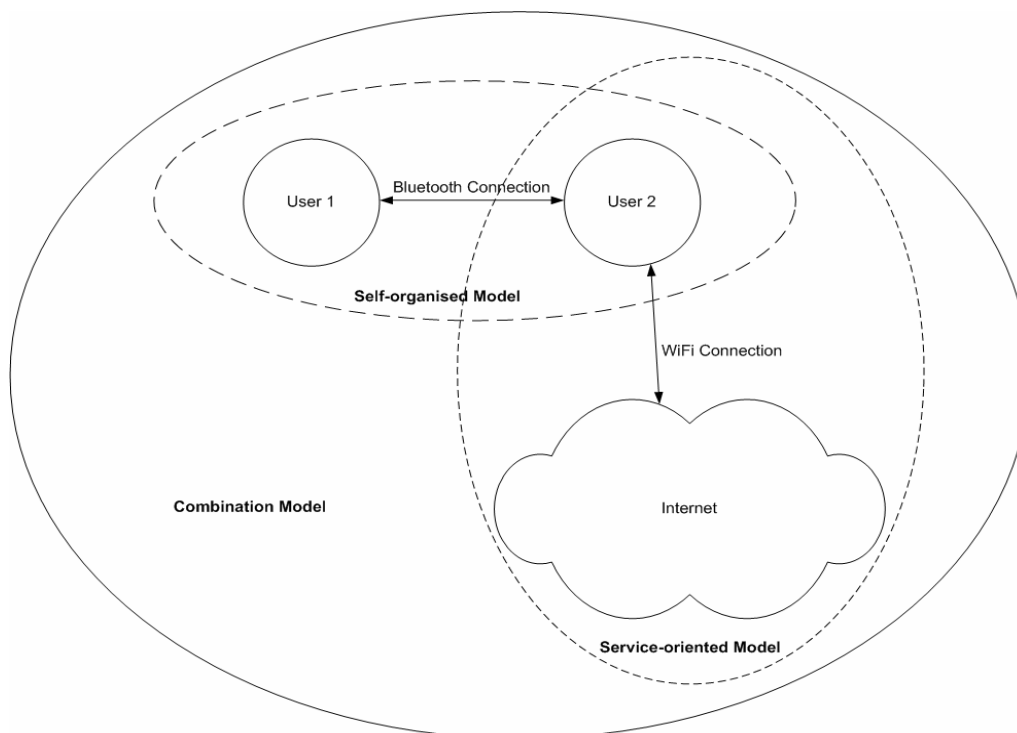 User 1
Bluetooth Connection
User 2
Self-organised Model
WiFi Connection
Combination Model
Internet
Service-oriented Model